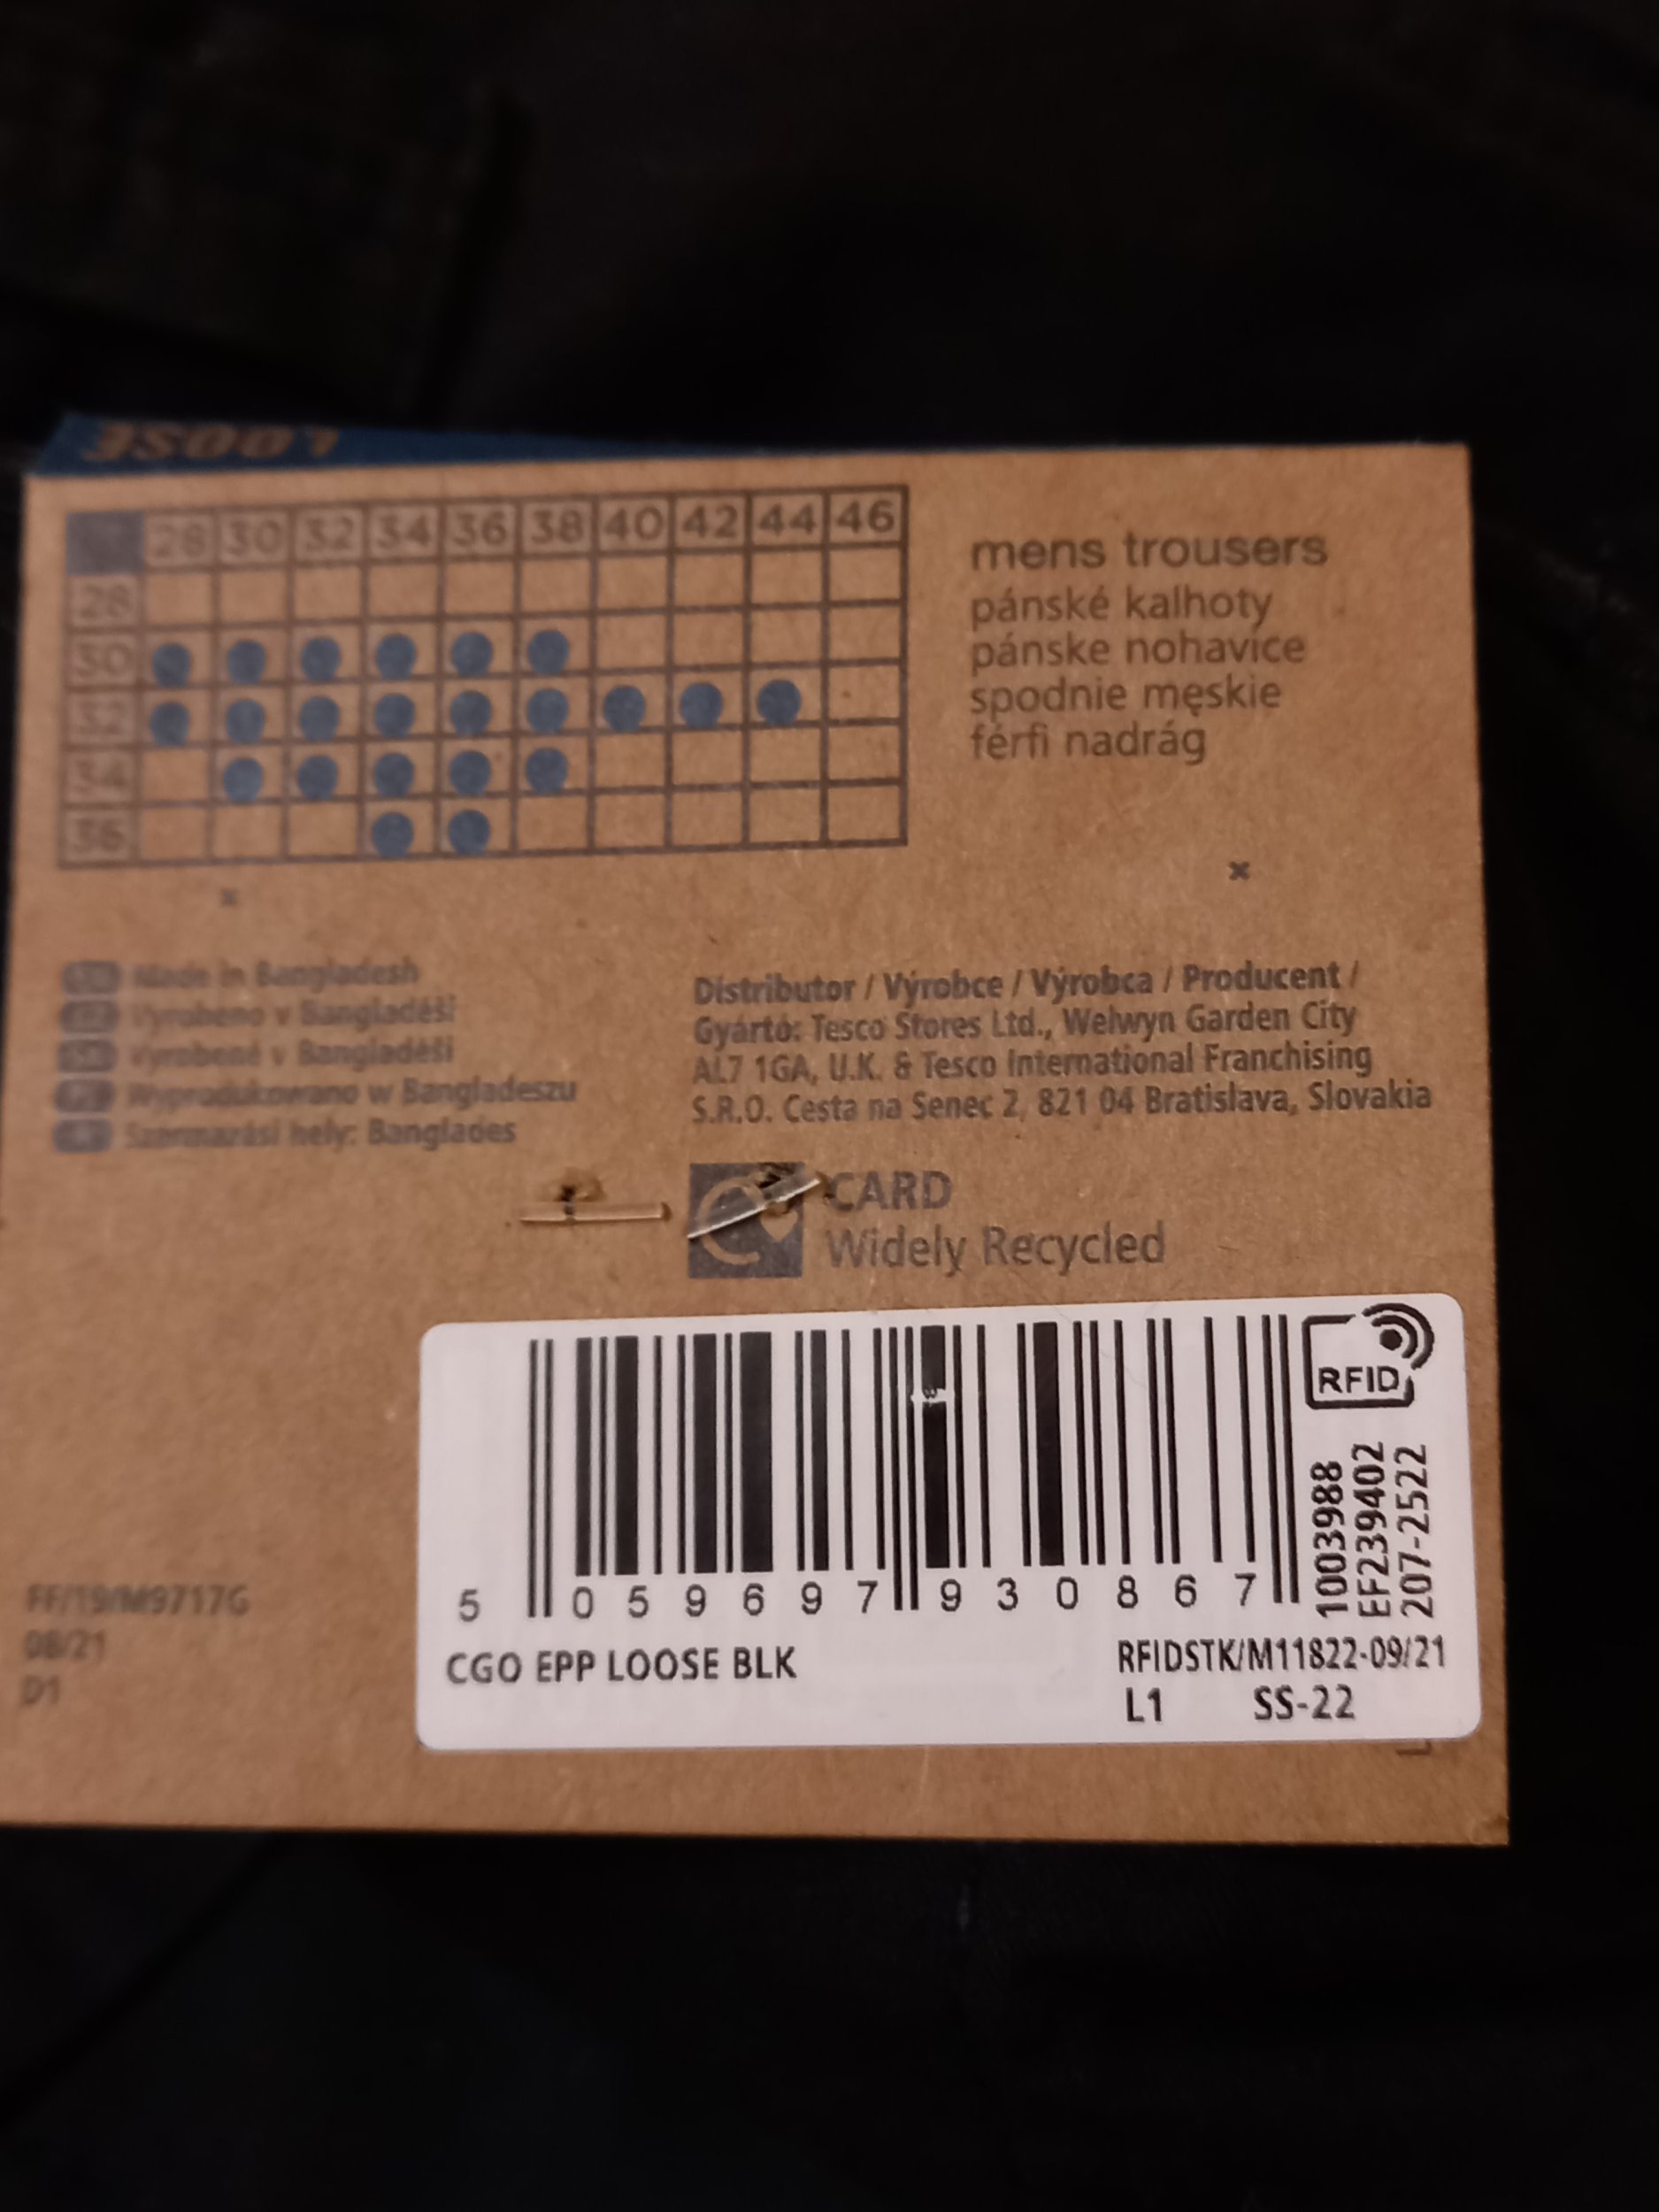 LOOSE
28 30 32 34 36 38 40 42 44 46
28
30
32
34
36
mens trousers
pánské kalhoty
pánske nohavice
spodnie męskie
férfi nadrág
Made in Bangladesh
Vyrobeno v Bangladéši
Vyrobené v Bangladéši
Wyprodukowano w Bangladeszu
Származási hely: Banglades
Distributor / Výrobce / Výrobca / Producent /
Gyártó: Tesco Stores Ltd., Welwyn Garden City
AL7 1GA, U.K. & Tesco International Franchising
S.R.O. Cesta na Senec 2, 821 04 Bratislava, Slovakia
CARD
Widely Recycled
RFID
5 059697 930867
1003988
EF239402
207-2522
CGO EPP LOOSE BLK
RFIDSTK/M11822-09/21
L1 SS-22
FF/19/M9717G
08/21
D1